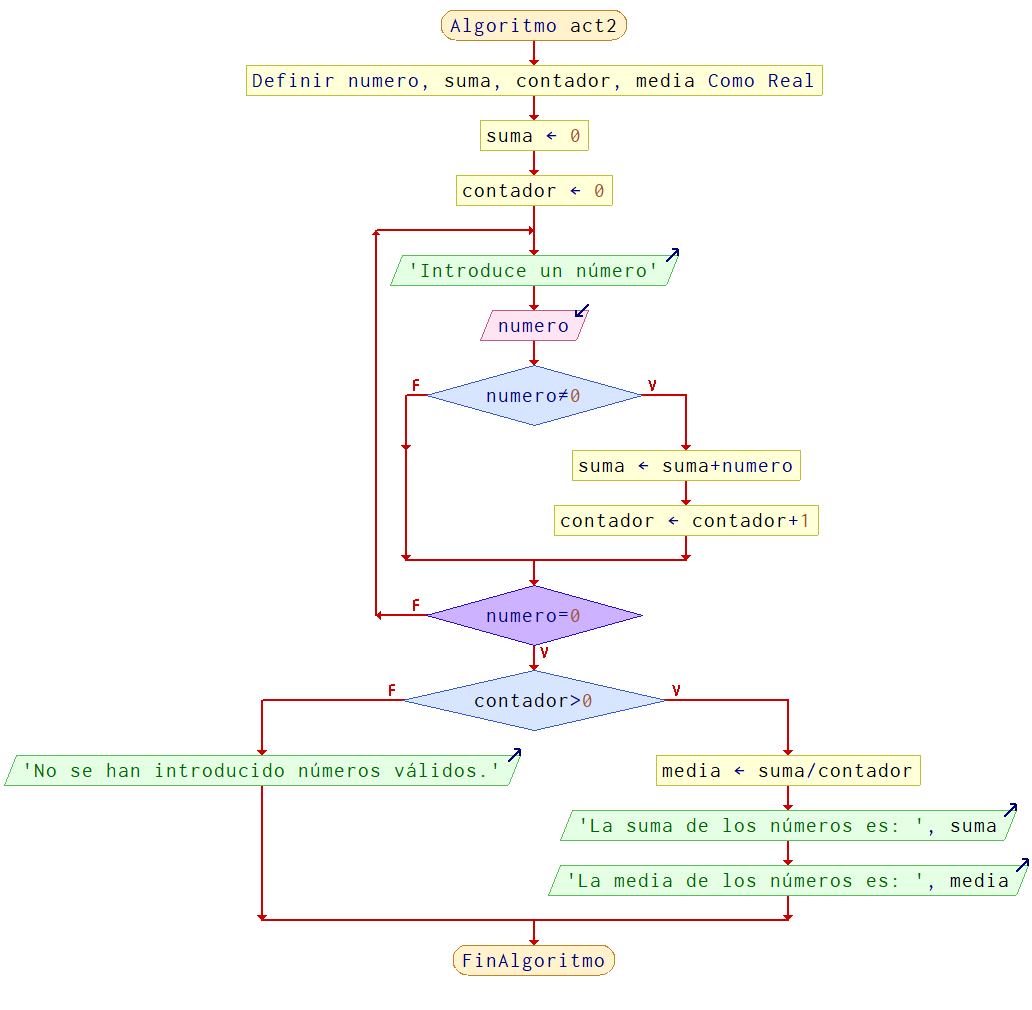 Algoritmo act2
Definir numero, suma, contador, media Como Real
suma ← 0
contador ← 0
'Introduce un número'
numero
F
V
numero≠0
suma ← suma+numero
contador ← contador+1
F
numero=0
V
F
V
contador>0
'No se han introducido números válidos.'
media ← suma/contador
'La suma de los números es: ', suma
'La media de los números es: ', media
FinAlgoritmo